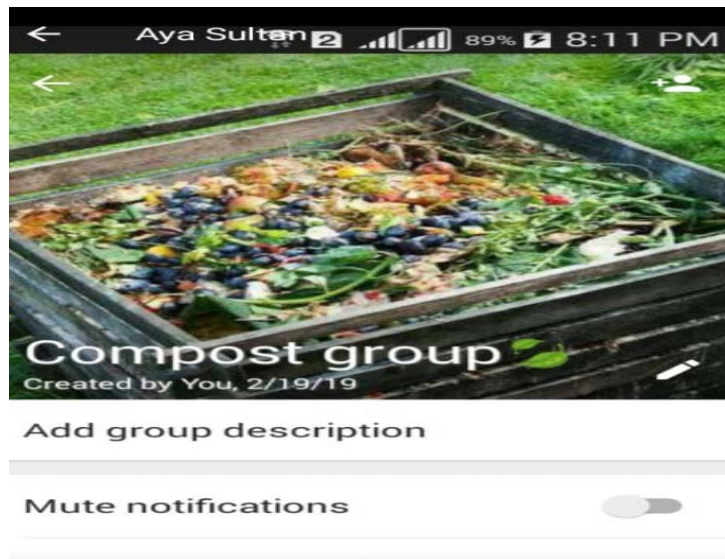 Aya Sultan 2 89% 8:11 PM
Compost group
Created by You, 2/19/19
Add group description
Mute notifications